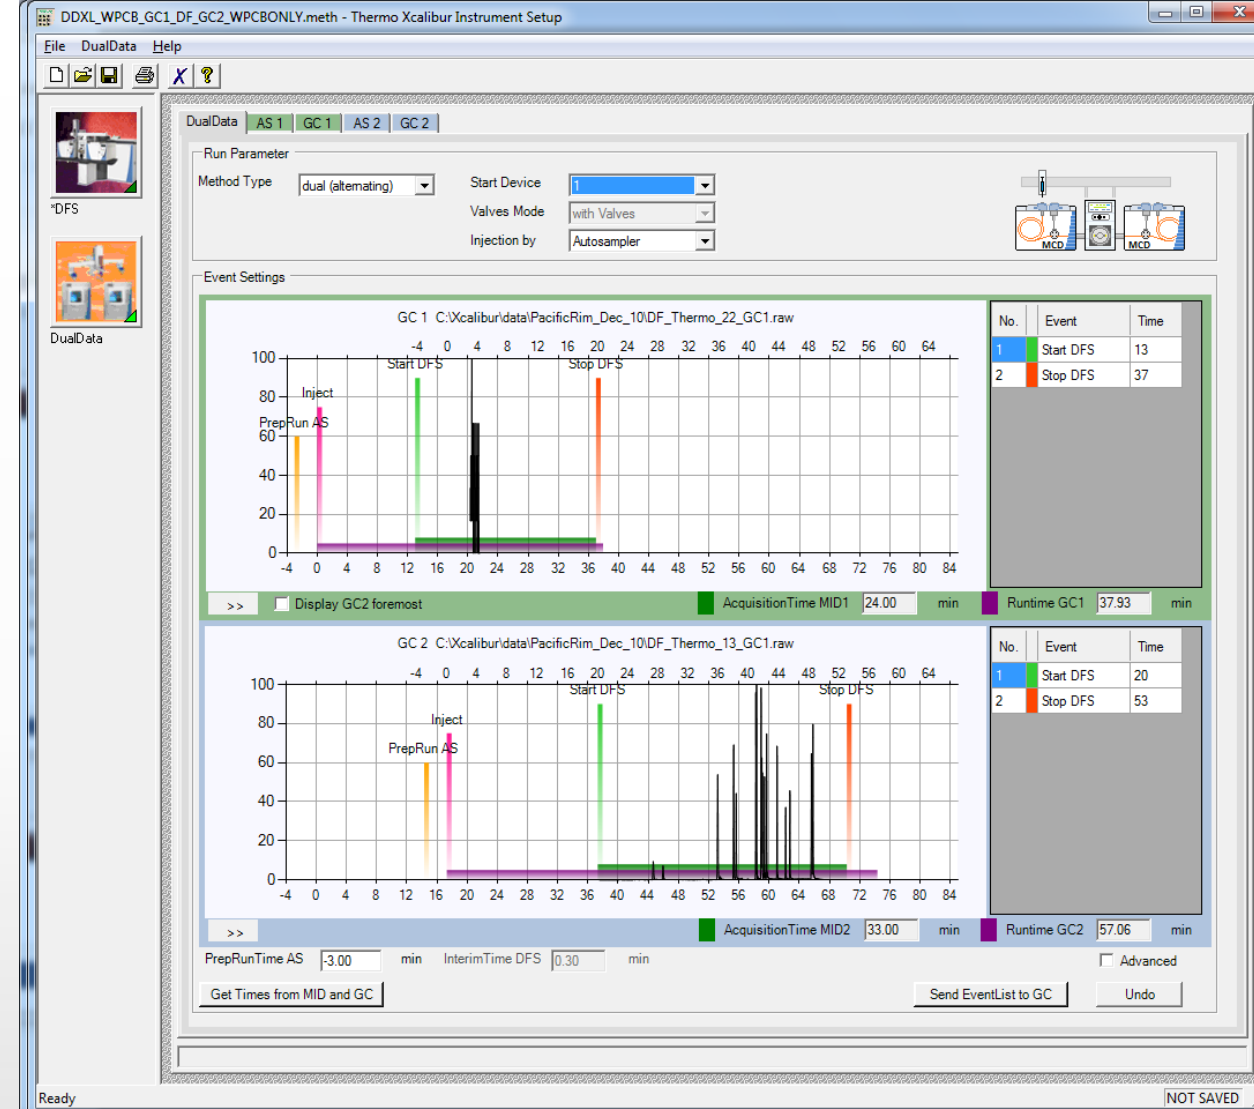 DDXL_WPCB_GC1_DF_GC2_WPCBONLY.meth - Thermo Xcalibur Instrument Setup
File DualData Help
*DFS
DualData
DualData AS 1 GC 1 AS 2 GC 2
Run Parameter
Method Type dual (alternating) Start Device 1
Valves Mode with Valves
Injection by Autosampler
MCD MCD
Event Settings
GC 1 C:\Xcalibur\data\PacificRim_Dec_10\DF_Thermo_22_GC1.raw
-4 0 4 8 12 16 20 24 28 32 36 40 44 48 52 56 60 64
Start DFS Stop DFS
Inject
PrepRun AS
100
80
60
40
20
0
-4 0 4 8 12 16 20 24 28 32 36 40 44 48 52 56 60 64 68 72 76 80 84
No. Event Time
1 Start DFS 13
2 Stop DFS 37
>> Display GC2 foremost AcquisitionTime MID1 24.00 min Runtime GC1 37.93 min
GC 2 C:\Xcalibur\data\PacificRim_Dec_10\DF_Thermo_13_GC1.raw
-4 0 4 8 12 16 20 24 28 32 36 40 44 48 52 56 60 64
Start DFS Stop DFS
Inject
PrepRun AS
100
80
60
40
20
0
-4 0 4 8 12 16 20 24 28 32 36 40 44 48 52 56 60 64 68 72 76 80 84
No. Event Time
1 Start DFS 20
2 Stop DFS 53
>> AcquisitionTime MID2 33.00 min Runtime GC2 57.06 min
PrepRunTime AS -3.00 min InterimTime DFS 0.30 min Advanced
Get Times from MID and GC Send EventList to GC Undo
Ready NOT SAVED